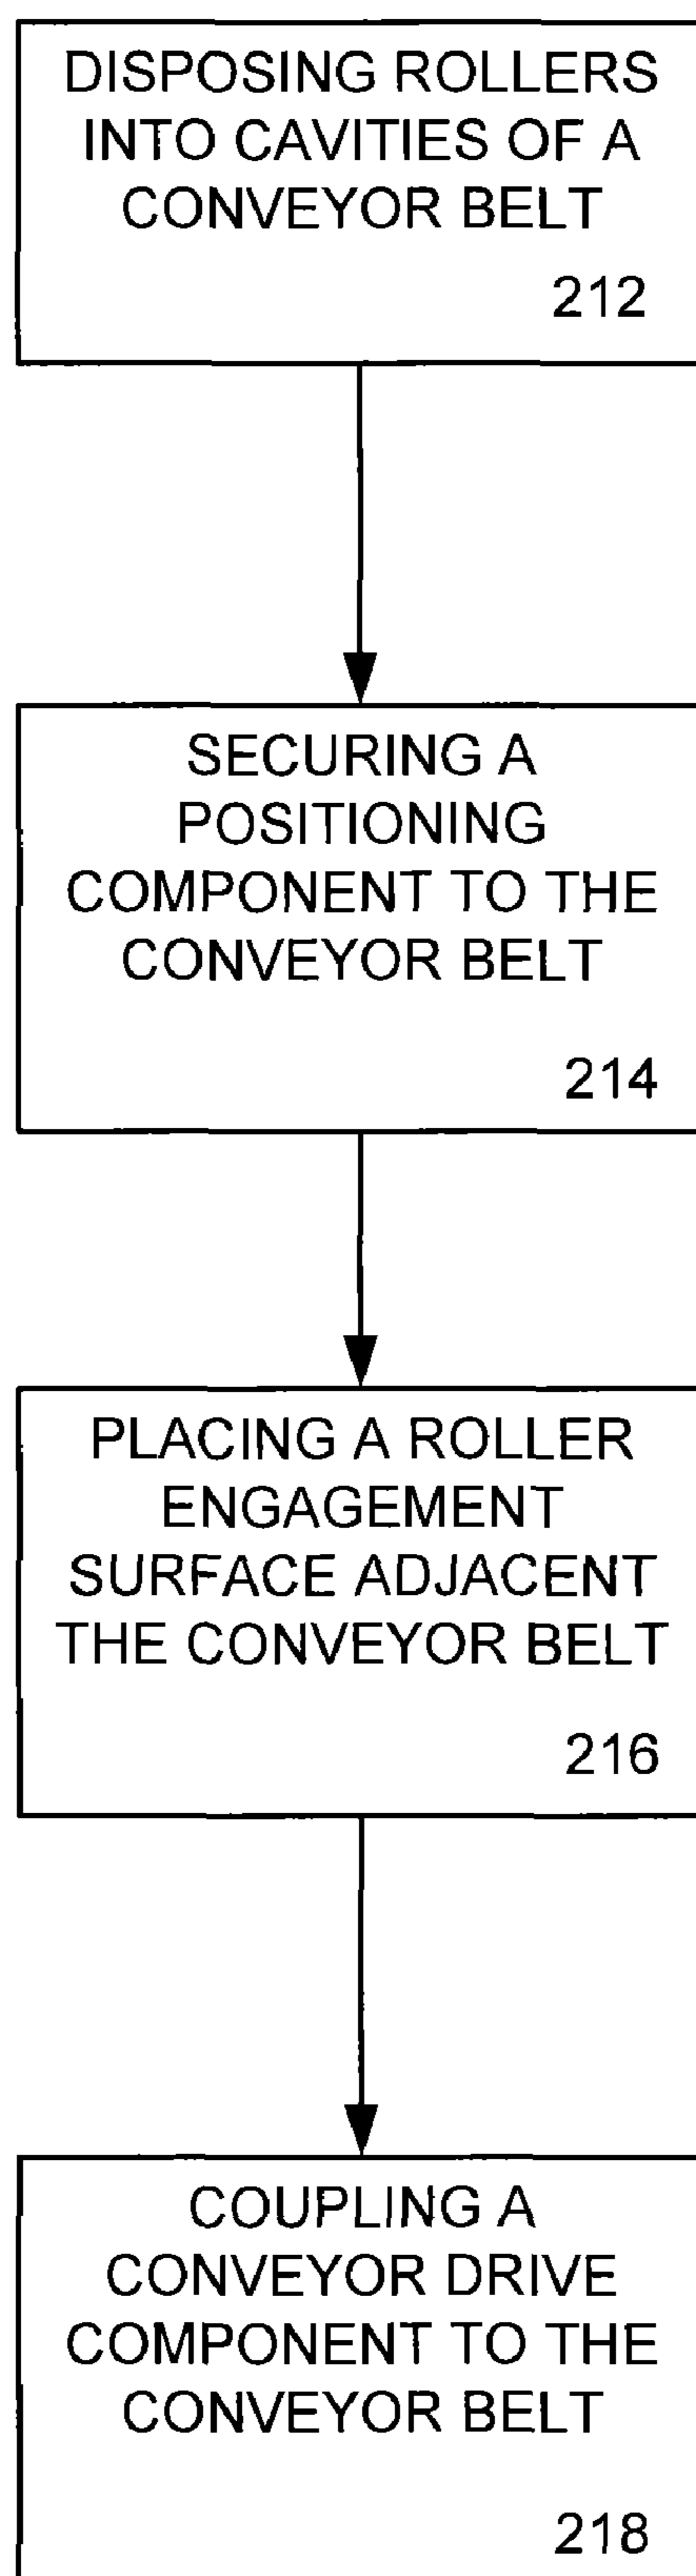 DISPOSING ROLLERS
INTO CAVITIES OF A
CONVEYOR BELT
212
SECURING A
POSITIONING
COMPONENT TO THE
CONVEYOR BELT
214
PLACING A ROLLER
ENGAGEMENT
SURFACE ADJACENT
THE CONVEYOR BELT
216
COUPLING A
CONVEYOR DRIVE
COMPONENT TO THE
CONVEYOR BELT
218